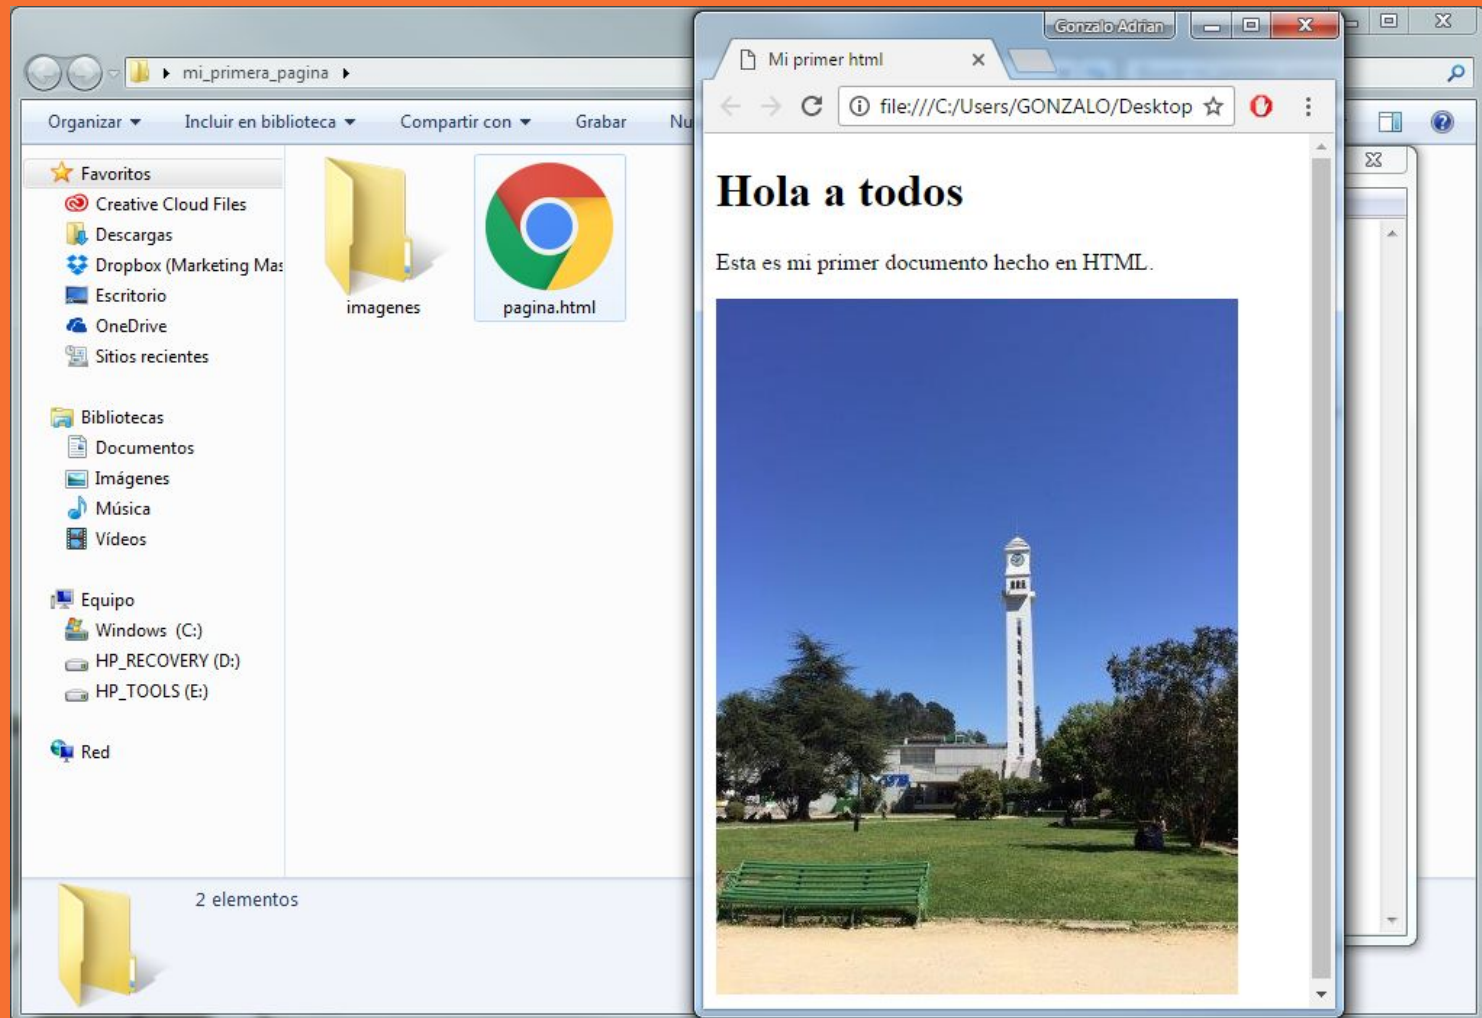 Gonzalo Adrian
mi_primera_pagina
Organizar
Incluir en biblioteca
Compartir con
Grabar
Nu
Favoritos
Creative Cloud Files
Descargas
Dropbox (Marketing Mas
Escritorio
OneDrive
Sitios recientes
Bibliotecas
Documentos
Imágenes
Música
Vídeos
Equipo
Windows (C:)
HP_RECOVERY (D:)
HP_TOOLS (E:)
Red
imagenes
pagina.html
2 elementos
Mi primer html
file:///C:/Users/GONZALO/Desktop
Hola a todos
Esta es mi primer documento hecho en HTML.